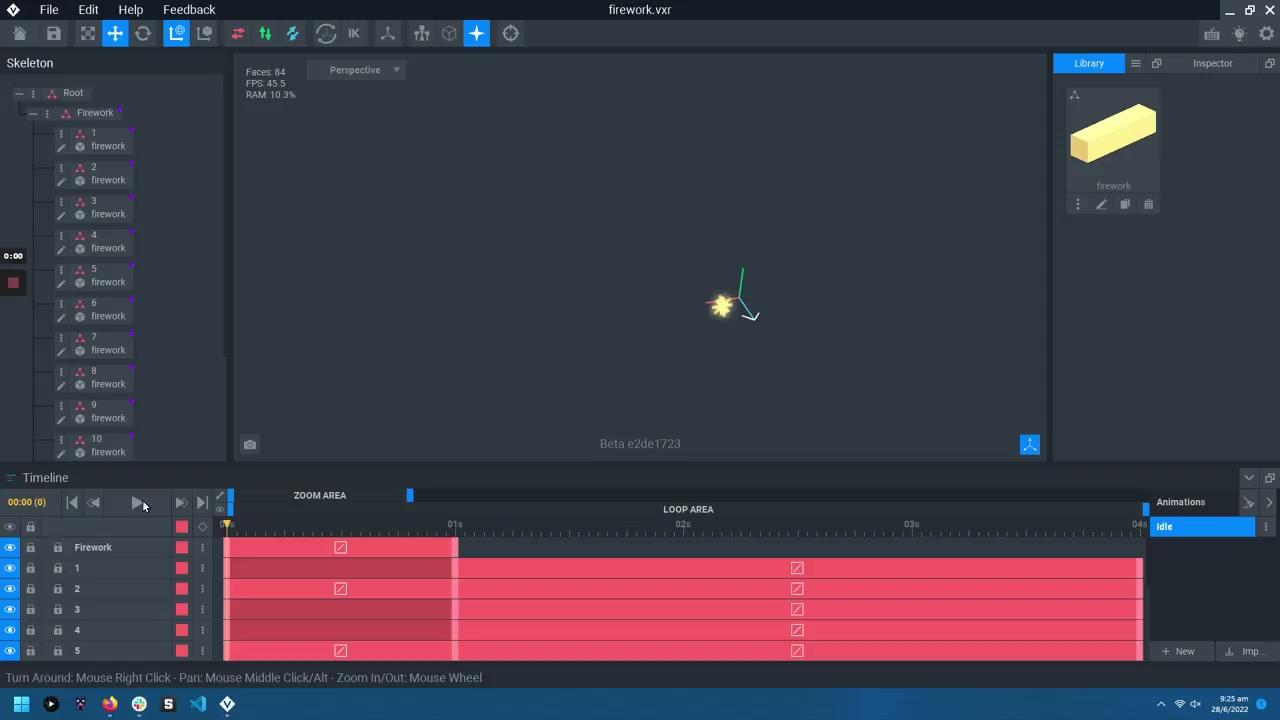 File Edit Help Feedback
firework.vxr
IK
Skeleton
Root
Firework
1
firework
2
firework
3
firework
4
firework
5
firework
6
firework
7
firework
8
firework
9
firework
10
firework
0:00
Faces: 84
FPS: 45.5
RAM: 10.3%
Perspective
Beta e2de1723
Library
Inspector
firework
Timeline
00:00 (0)
ZOOM AREA
LOOP AREA
01s 02s 03s 04s
Firework
1
2
3
4
5
Animations
Idle
+ New
Imp...
Turn Around: Mouse Right Click - Pan: Mouse Middle Click/Alt - Zoom In/Out: Mouse Wheel
S
9:25 am
28/6/2022
1